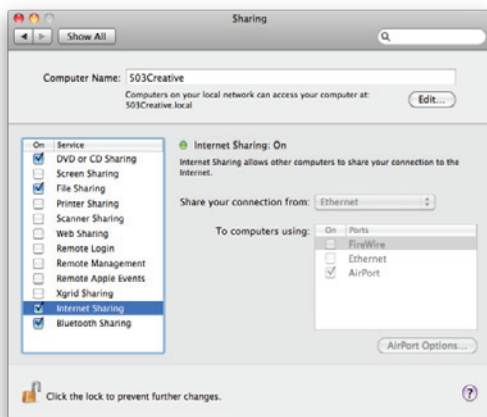 Sharing
Show All
Computer Name: 503Creative
Computers on your local network can access your computer at:
503Creative.local
Edit...
On Service
DVD or CD Sharing
Screen Sharing
File Sharing
Printer Sharing
Scanner Sharing
Web Sharing
Remote Login
Remote Management
Remote Apple Events
Xgrid Sharing
Internet Sharing
Bluetooth Sharing
Internet Sharing: On
Internet Sharing allows other computers to share your connection to the
Internet.
Share your connection from: Ethernet
To computers using:
On Ports
FireWire
Ethernet
AirPort
AirPort Options...
Click the lock to prevent further changes.
?